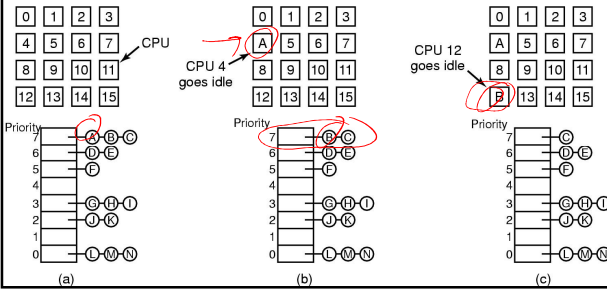 0 1 2 3
4 5 6 7
CPU
8 9 10 11
12 13 14 15
Priority
7 A B C
6 D E
5 F
4
3 G H I
2 J K
1
0 L M N
(a)
0 1 2 3
A 5 6 7
CPU 4
goes idle
8 9 10 11
12 13 14 15
Priority
7 B C
6 D E
5 F
4
3 G H I
2 J K
1
0 L M N
(b)
0 1 2 3
A 5 6 7
CPU 12
goes idle
8 9 10 11
B 13 14 15
Priority
7 C
6 D E
5 F
4
3 G H I
2 J K
1
0 L M N
(c)